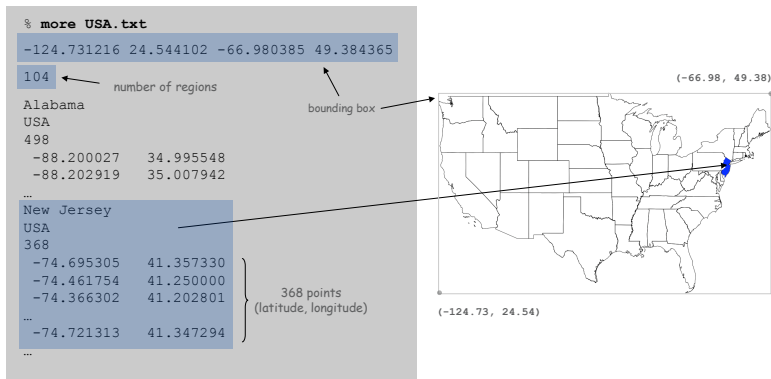 % more USA.txt
-124.731216 24.544102 -66.980385 49.384365
104
number of regions
bounding box
Alabama
USA
498
-88.200027 34.995548
-88.202919 35.007942
…
New Jersey
USA
368
-74.695305 41.357330
-74.461754 41.250000
-74.366302 41.202801
…
-74.721313 41.347294
…
368 points
(latitude, longitude)
(-66.98, 49.38)
(-124.73, 24.54)